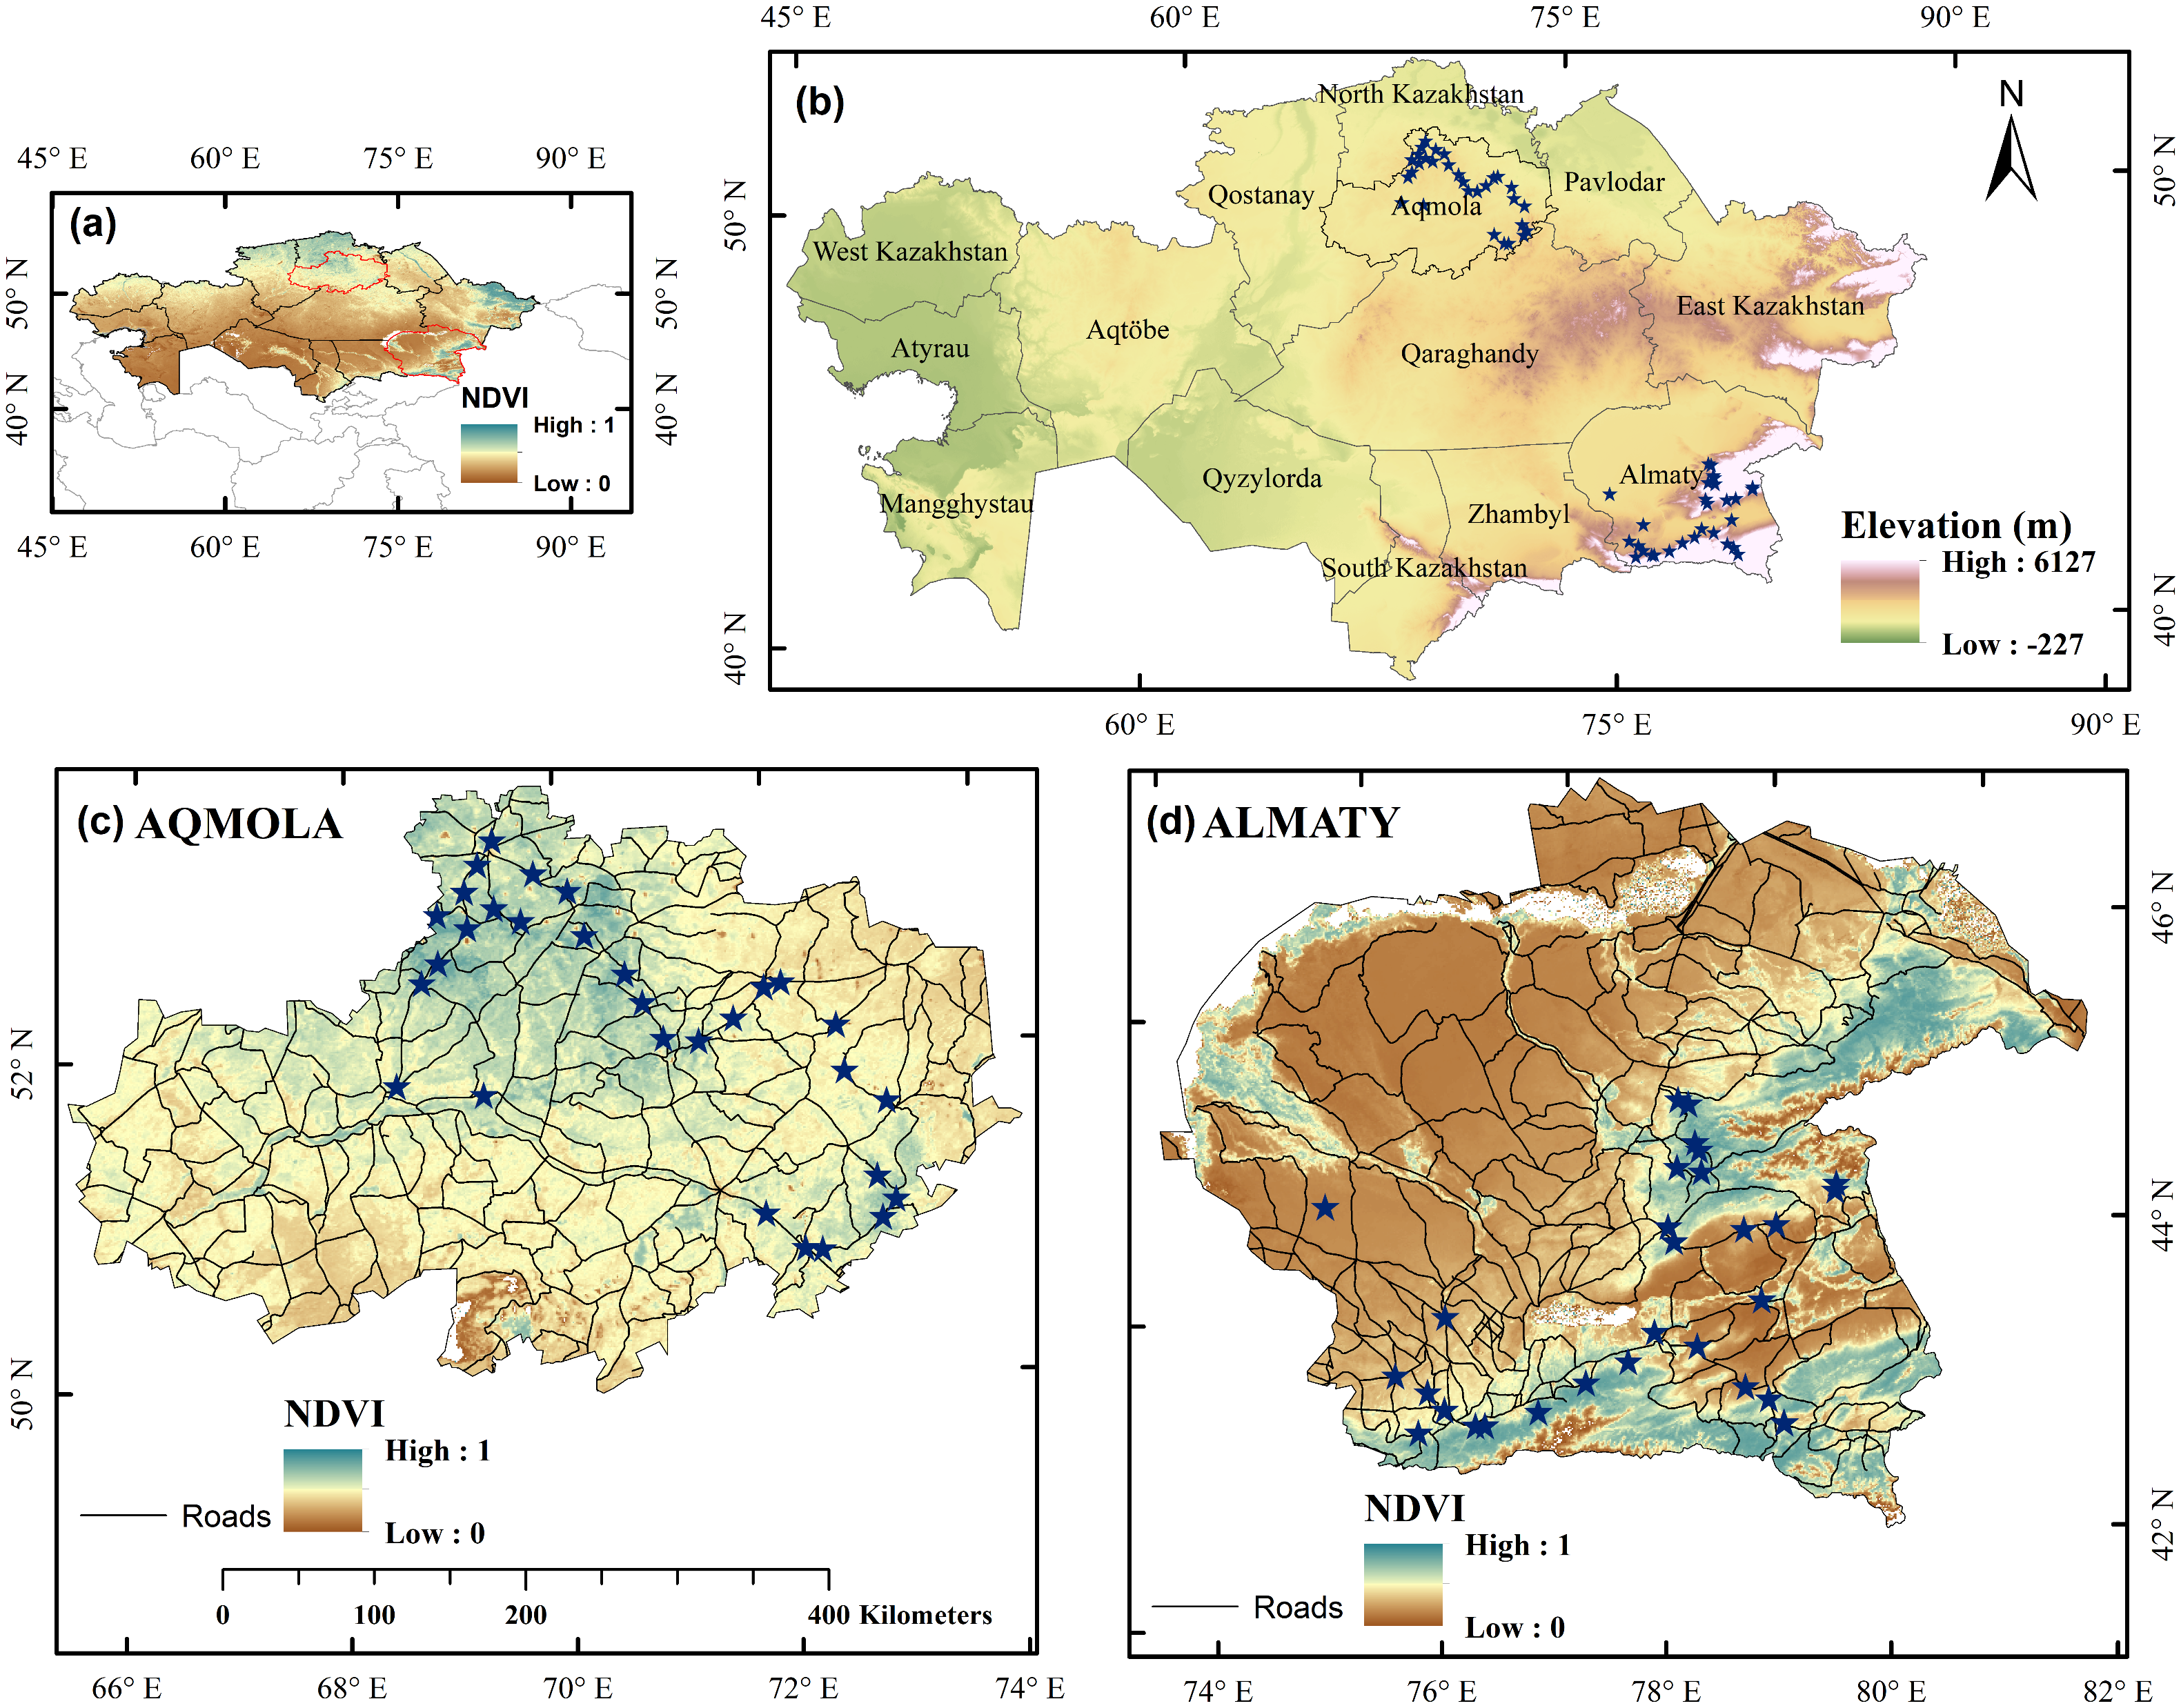 45° E 60° E 75° E 90° E
(a)
50° N
40° N
50° N
40° N
NDVI
High : 1
Low : 0
45° E 60° E 75° E 90° E
45° E 60° E 75° E 90° E
(b)
N
North Kazakhstan
Qostanay
Pavlodar
Aqmola
West Kazakhstan
East Kazakhstan
Aqtöbe
Atyrau
Qaraghandy
Almaty
Qyzylorda
Mangghystau
Zhambyl
South Kazakhstan
50° N
40° N
50° N
40° N
Elevation (m)
High : 6127
Low : -227
60° E 75° E 90° E
(c) AQMOLA
52° N
50° N
NDVI
High : 1
Low : 0
Roads
0 100 200 400 Kilometers
66° E 68° E 70° E 72° E 74° E
(d) ALMATY
46° N
44° N
42° N
NDVI
High : 1
Low : 0
Roads
74° E 76° E 78° E 80° E 82° E